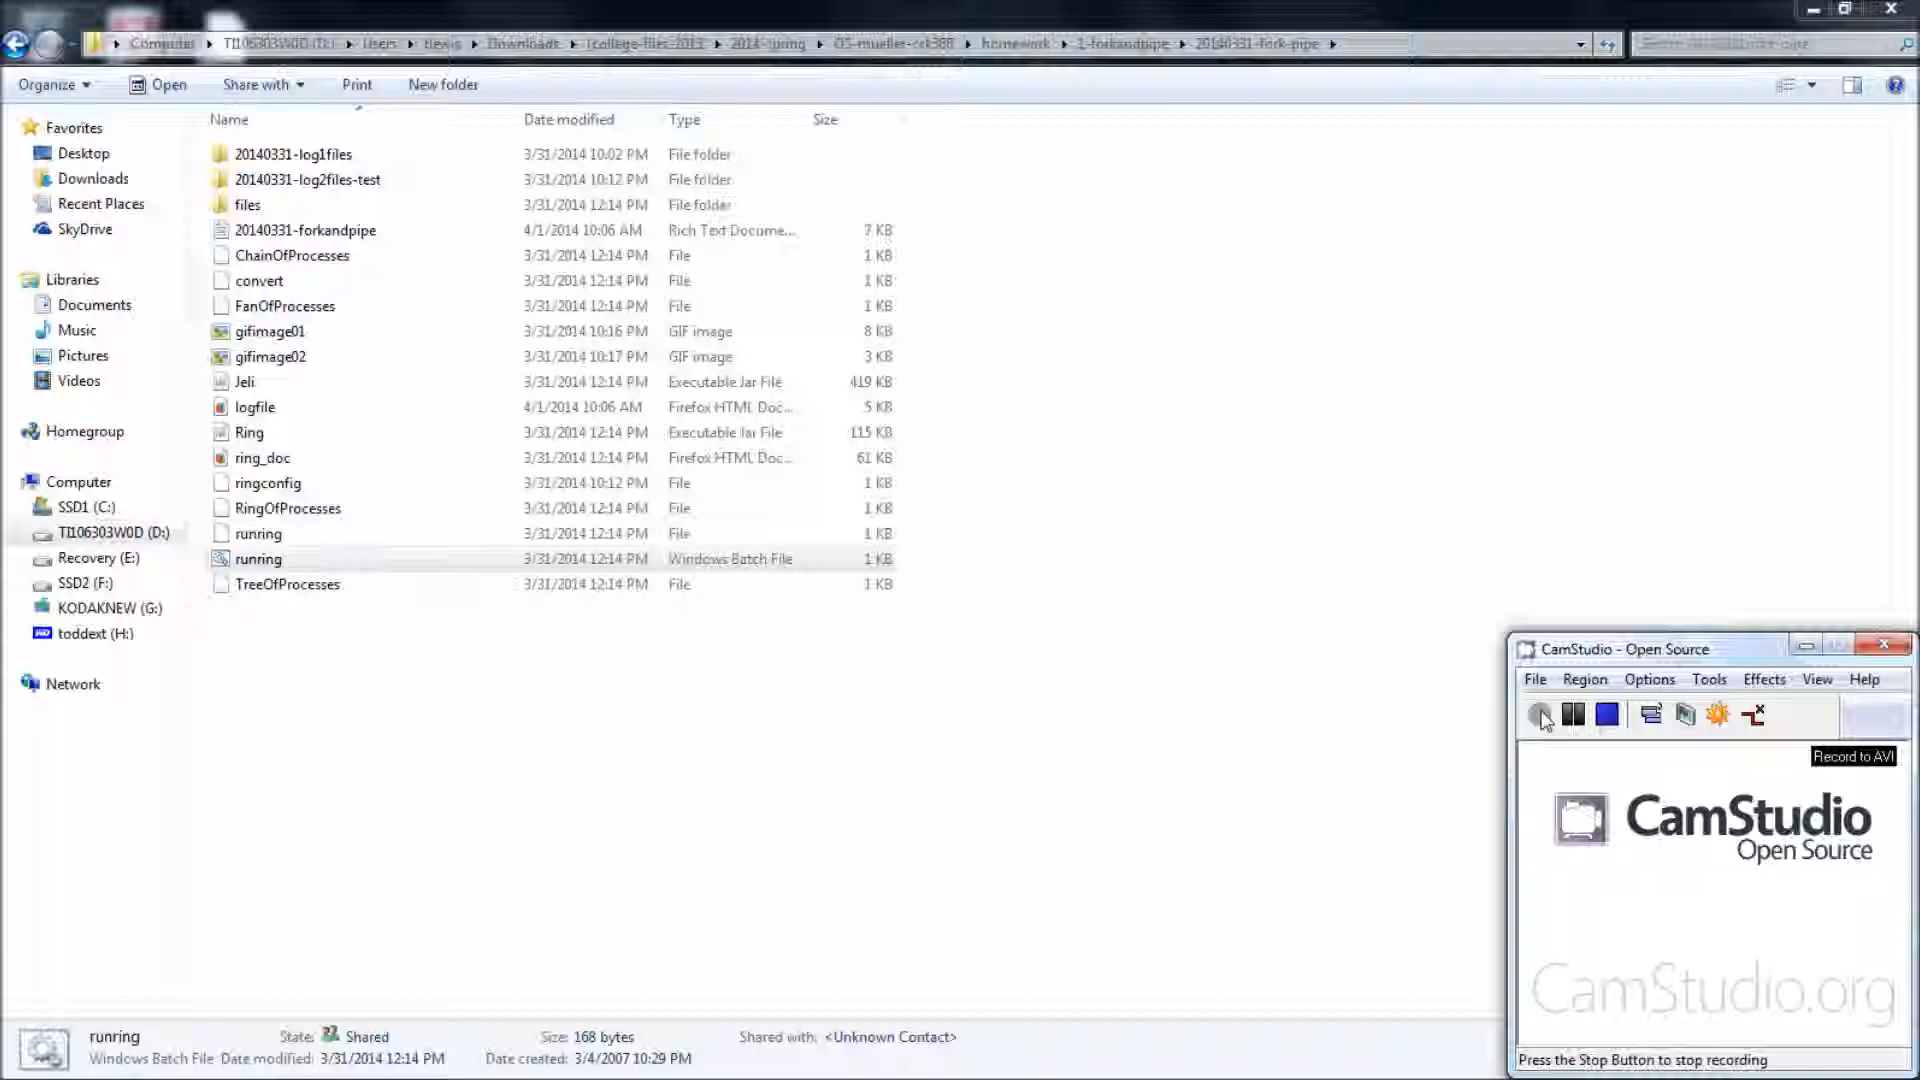 Computer TI106303W0D (D:) Users tlewis Downloads 2014-spring OS-mueller-csk388 homework 1-forkandpipe 20140331-fork-pipe
Organize Open Share with Print New folder
Name Date modified Type Size
Favorites
Desktop
Downloads
Recent Places
SkyDrive
Libraries
Documents
Music
Pictures
Videos
Homegroup
Computer
SSD1 (C:)
TI106303W0D (D:)
Recovery (E:)
SSD2 (F:)
KODAKNEW (G:)
toddext (H:)
Network
20140331-log1files 3/31/2014 10:02 PM File folder
20140331-log2files-test 3/31/2014 10:12 PM File folder
files 3/31/2014 12:14 PM File folder
20140331-forkandpipe 4/1/2014 10:06 AM Rich Text Docume... 7 KB
ChainOfProcesses 3/31/2014 12:14 PM File 1 KB
convert 3/31/2014 12:14 PM File 1 KB
FanOfProcesses 3/31/2014 12:14 PM File 1 KB
gifimage01 3/31/2014 10:16 PM GIF image 8 KB
gifimage02 3/31/2014 10:17 PM GIF image 3 KB
Jeli 3/31/2014 12:14 PM Executable Jar File 419 KB
logfile 4/1/2014 10:06 AM Firefox HTML Doc... 5 KB
Ring 3/31/2014 12:14 PM Executable Jar File 115 KB
ring_doc 3/31/2014 12:14 PM Firefox HTML Doc... 61 KB
ringconfig 3/31/2014 10:12 PM File 1 KB
RingOfProcesses 3/31/2014 12:14 PM File 1 KB
runring 3/31/2014 12:14 PM File 1 KB
runring 3/31/2014 12:14 PM Windows Batch File 1 KB
TreeOfProcesses 3/31/2014 12:14 PM File 1 KB
CamStudio - Open Source
File Region Options Tools Effects View Help
Record to AVI
CamStudio
Open Source
CamStudio.org
Press the Stop Button to stop recording
runring State: Shared Size: 168 bytes Shared with: <Unknown Contact>
Windows Batch File Date modified: 3/31/2014 12:14 PM Date created: 3/4/2007 10:29 PM